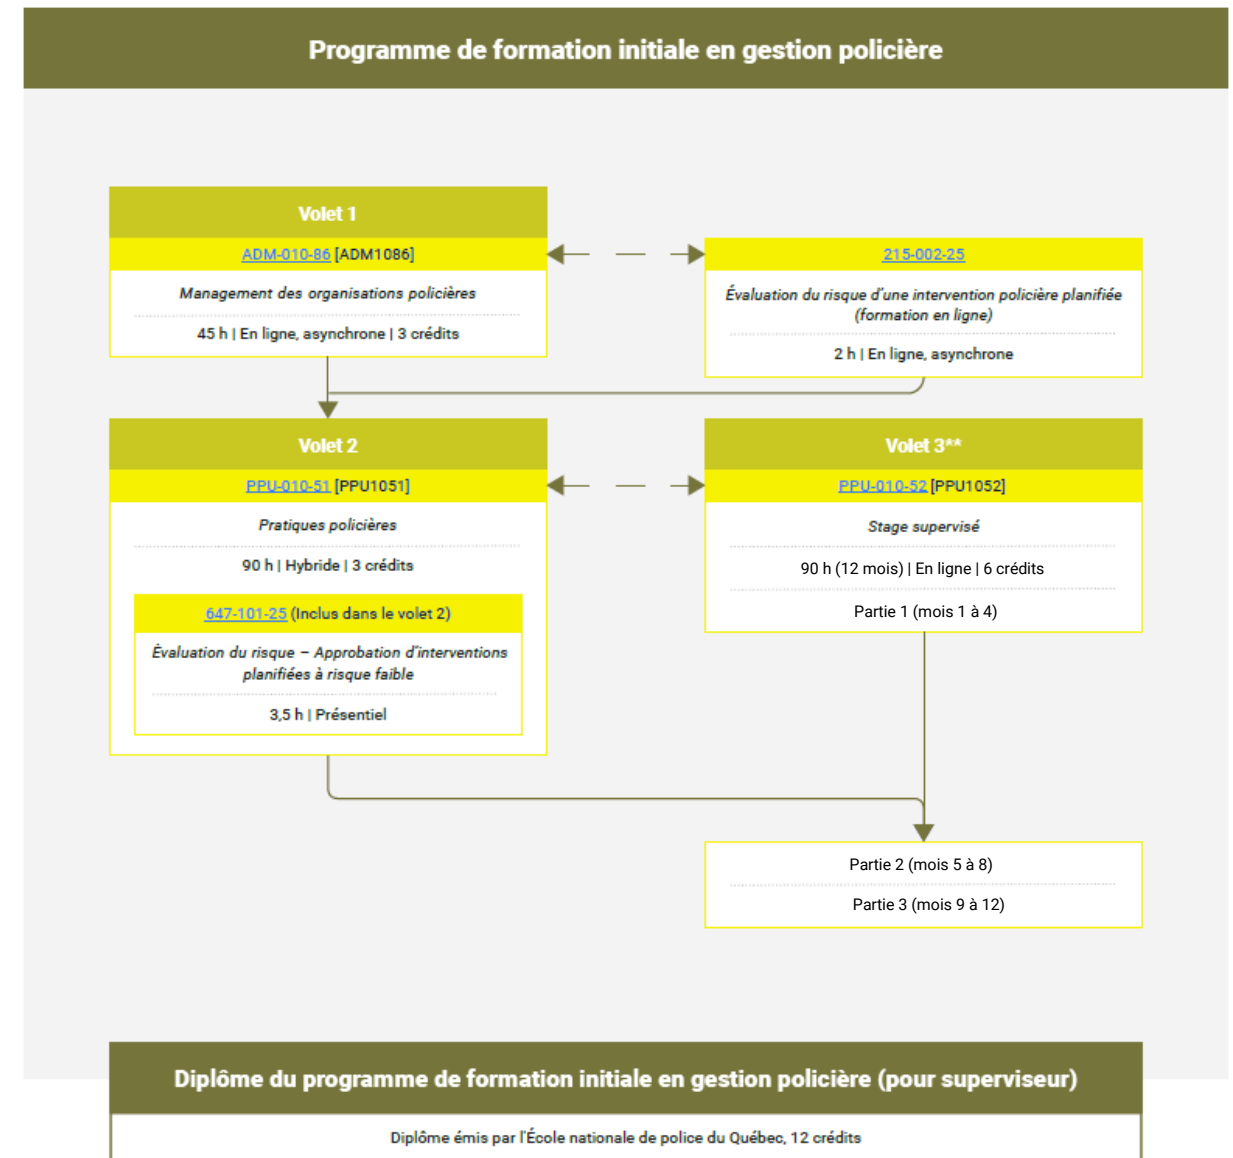 Programme de formation initiale en gestion policière
Volet 1
ADM-010-86 [ADM1086]
Management des organisations policières
45 h | En ligne, asynchrone | 3 crédits
215-002-25
Évaluation du risque d'une intervention policière planifiée
(formation en ligne)
2 h | En ligne, asynchrone
Volet 2
PPU-010-51 [PPU1051]
Pratiques policières
90 h | Hybride | 3 crédits
647-101-25 (Inclus dans le volet 2)
Évaluation du risque – Approbation d'interventions
planifiées à risque faible
3,5 h | Présentiel
Volet 3**
PPU-010-52 [PPU1052]
Stage supervisé
90 h (12 mois) | En ligne | 6 crédits
Partie 1 (mois 1 à 4)
Partie 2 (mois 5 à 8)
Partie 3 (mois 9 à 12)
Diplôme du programme de formation initiale en gestion policière (pour superviseur)
Diplôme émis par l'École nationale de police du Québec, 12 crédits